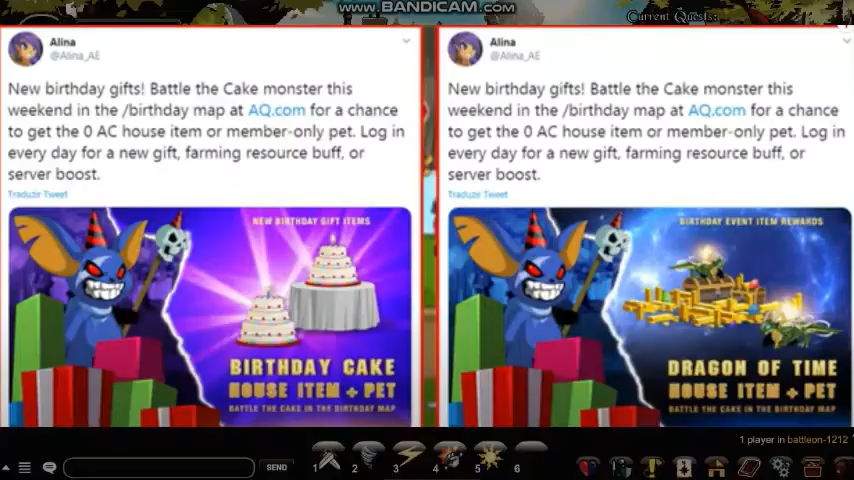 WWW.BANDICAM.COM
Current Quests:
Alina
@Alina_AE
New birthday gifts! Battle the Cake monster this
weekend in the /birthday map at AQ.com for a chance
to get the 0 AC house item or member-only pet. Log in
every day for a new gift, farming resource buff, or
server boost.
Traduzir Tweet
NEW BIRTHDAY GIFT ITEMS
BIRTHDAY CAKE
HOUSE ITEM + PET
BATTLE THE CAKE IN THE BIRTHDAY MAP
Alina
@Alina_AE
New birthday gifts! Battle the Cake monster this
weekend in the /birthday map at AQ.com for a chance
to get the 0 AC house item or member-only pet. Log in
every day for a new gift, farming resource buff, or
server boost.
Traduzir Tweet
BIRTHDAY EVENT ITEM REWARDS
DRAGON OF TIME
HOUSE ITEM + PET
BATTLE THE CAKE IN THE BIRTHDAY MAP
1 player in battleon-1212
SEND
1 2 3 4 5 6